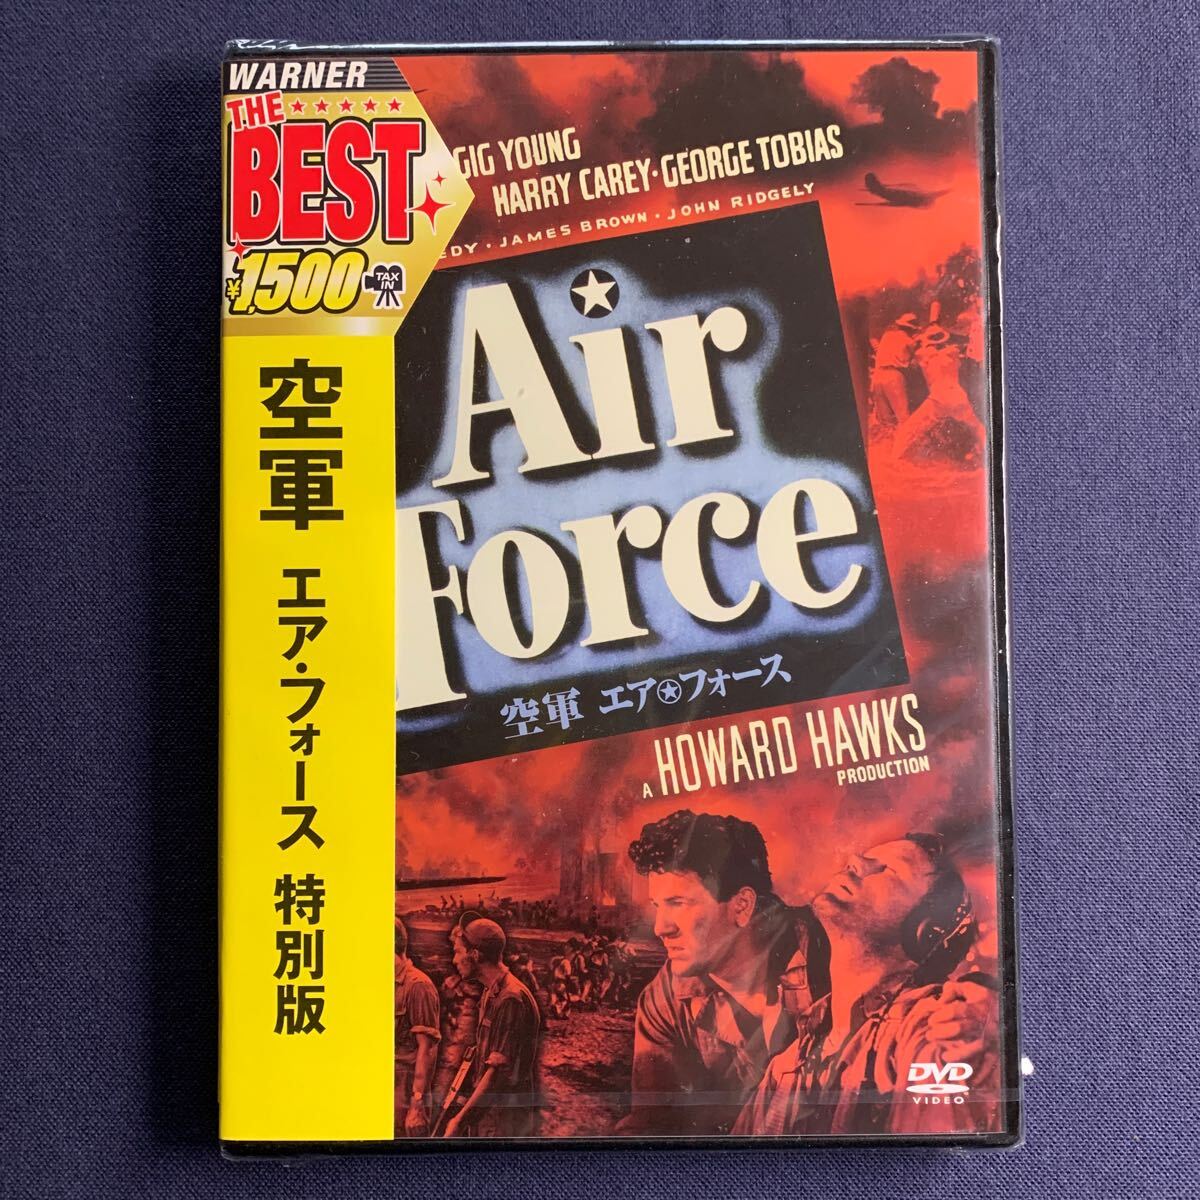 WARNER
THE
BEST
¥1,500
TAX
IN
空軍 エア・フォース 特別版
GIG YOUNG
HARRY CAREY · GEORGE TOBIAS
EDY · JAMES BROWN · JOHN RIDGELY
Air
Force
空軍 エア✪フォース
A HOWARD HAWKS
PRODUCTION
DVD
VIDEO